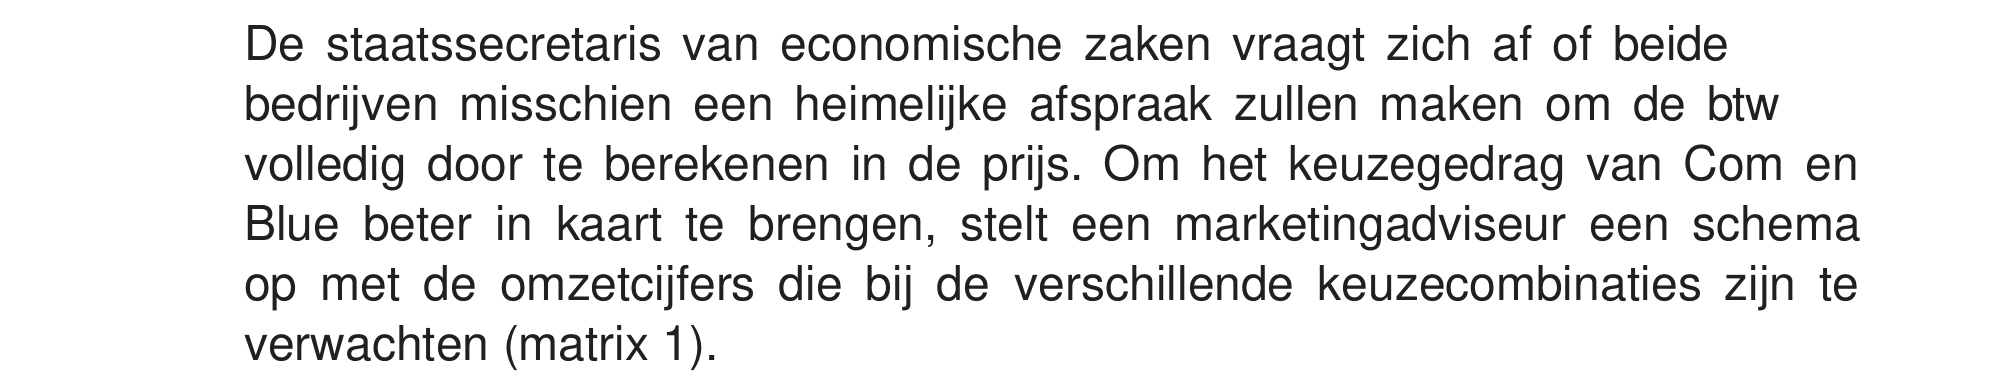 De staatssecretaris van economische zaken vraagt zich af of beide
bedrijven misschien een heimelijke afspraak zullen maken om de btw
volledig door te berekenen in de prijs. Om het keuzegedrag van Com en
Blue beter in kaart te brengen, stelt een marketingadviseur een schema
op met de omzetcijfers die bij de verschillende keuzecombinaties zijn te
verwachten (matrix 1).